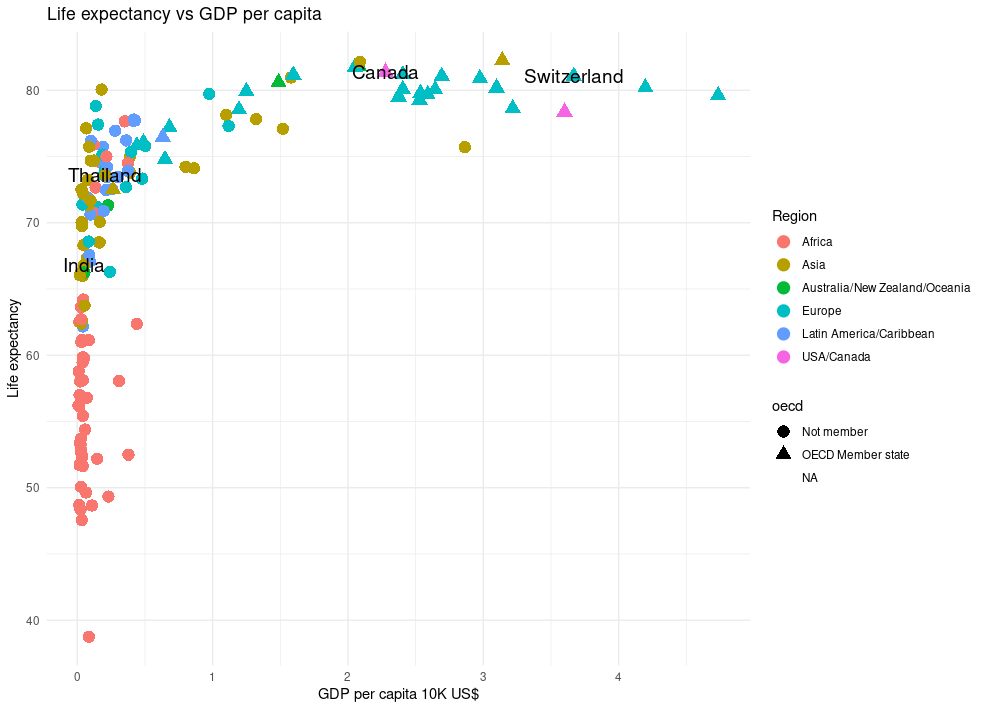 Life expectancy vs GDP per capita
80
70
60
50
40
Life expectancy
Canada
Switzerland
Thailand
India
0 1 2 3 4
GDP per capita 10K US$
Region
Africa
Asia
Australia/New Zealand/Oceania
Europe
Latin America/Caribbean
USA/Canada
oecd
Not member
OECD Member state
NA